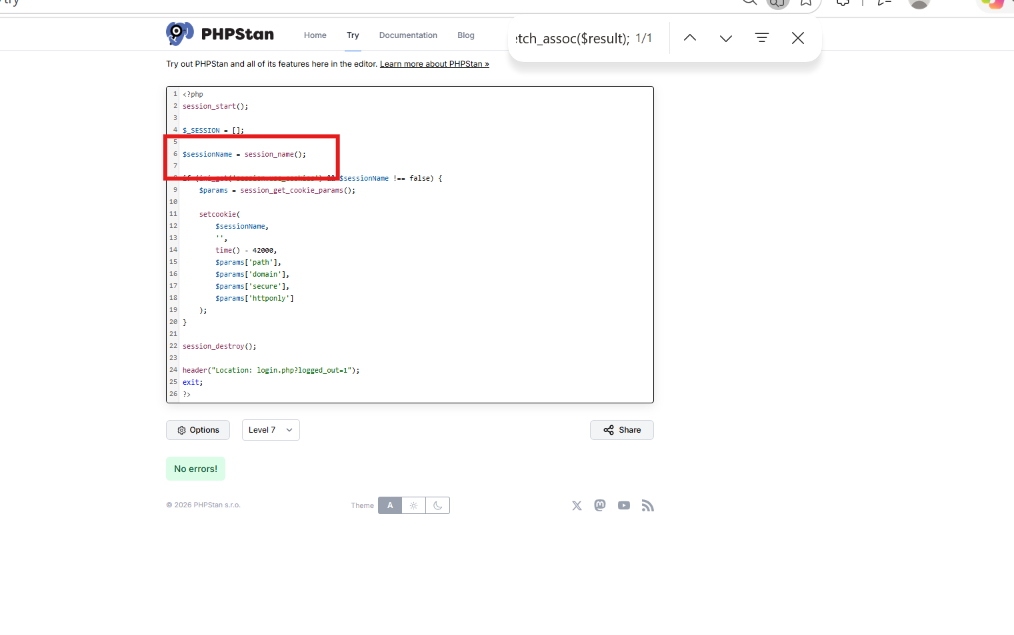 PHPStan Home Try Documentation Blog
etch_assoc($result); 1/1
Try out PHPStan and all of its features here in the editor. Learn more about PHPStan »
1 <?php
2 session_start();
3
4 $_SESSION = [];
5
6 $sessionName = session_name();
7
8 $sessionName !== false) {
9 $params = session_get_cookie_params();
10
11 setcookie(
12 $sessionName,
13 '',
14 time() - 42000,
15 $params['path'],
16 $params['domain'],
17 $params['secure'],
18 $params['httponly']
19 );
20 }
21
22 session_destroy();
23
24 header("Location: login.php?logged_out=1");
25 exit;
26 ?>
Options Level 7 Share
No errors!
© 2026 PHPStan s.r.o. Theme A